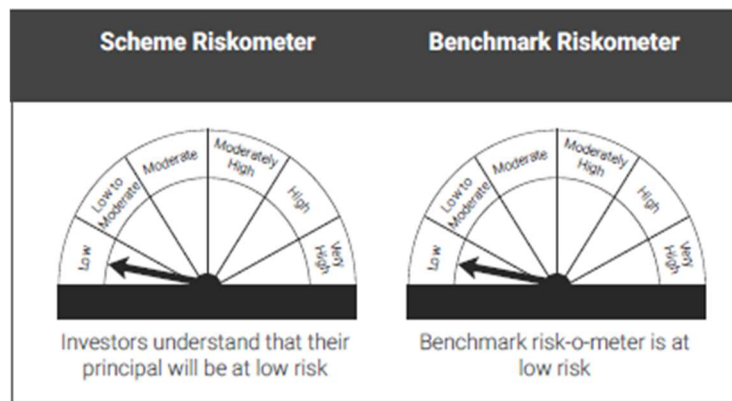 Scheme Riskometer
Low
Low to
Moderate
Moderate
Moderately
High
High
Very
High
Investors understand that their
principal will be at low risk
Benchmark Riskometer
Low
Low to
Moderate
Moderate
Moderately
High
High
Very
High
Benchmark risk-o-meter is at
low risk